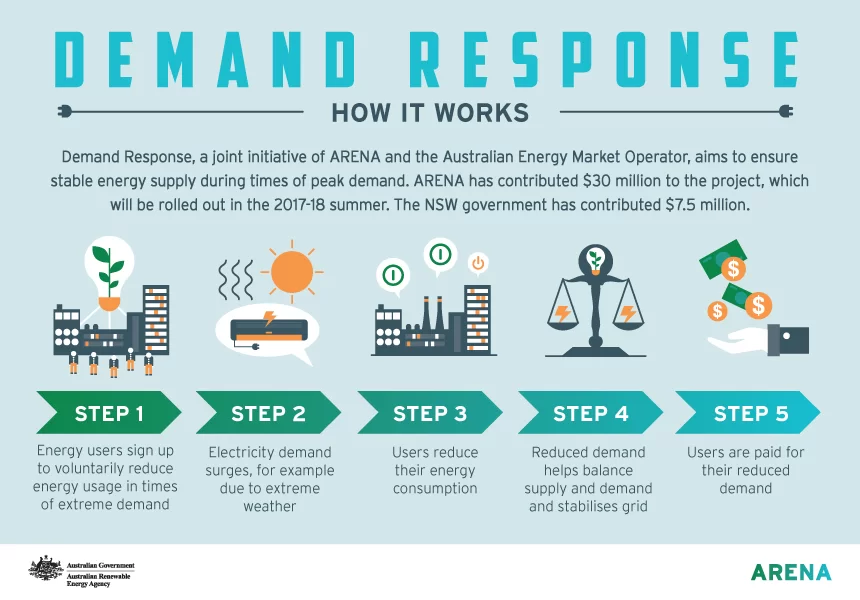 DEMAND RESPONSE
HOW IT WORKS
Demand Response, a joint initiative of ARENA and the Australian Energy Market Operator, aims to ensure
stable energy supply during times of peak demand. ARENA has contributed $30 million to the project, which
will be rolled out in the 2017-18 summer. The NSW government has contributed $7.5 million.
$
$
$
STEP 1
Energy users sign up
to voluntarily reduce
energy usage in times
of extreme demand
STEP 2
Electricity demand
surges, for example
due to extreme
weather
STEP 3
Users reduce
their energy
consumption
STEP 4
Reduced demand
helps balance
supply and demand
and stabilises grid
STEP 5
Users are paid for
their reduced
demand
Australian Government
Australian Renewable
Energy Agency
ARENA